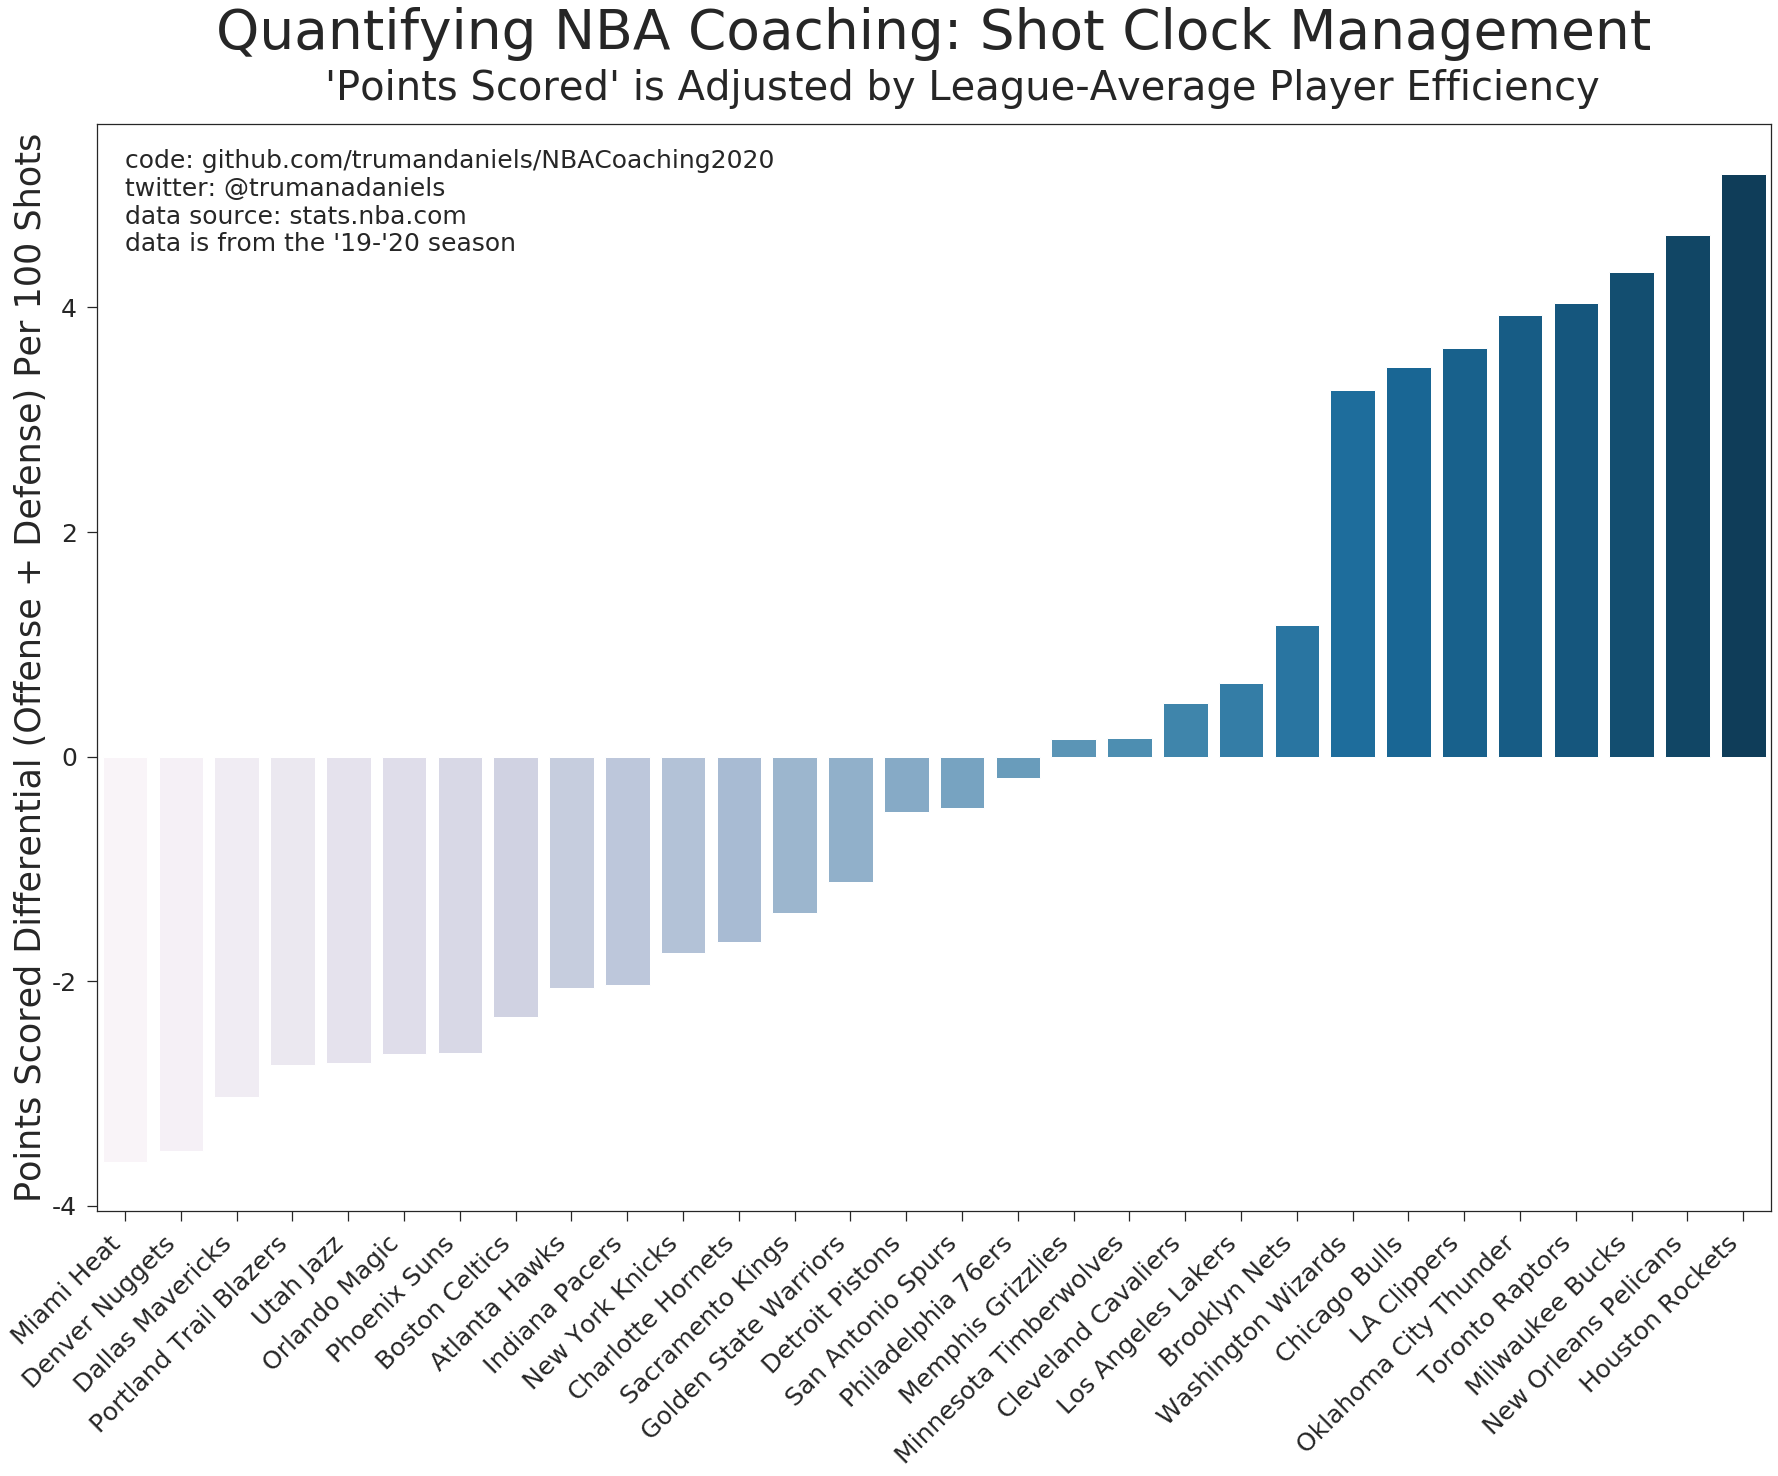 Quantifying NBA Coaching: Shot Clock Management
'Points Scored' is Adjusted by League-Average Player Efficiency
code: github.com/trumandaniels/NBACoaching2020
twitter: @trumanadaniels
data source: stats.nba.com
data is from the '19-'20 season
Points Scored Differential (Offense + Defense) Per 100 Shots
4
2
0
-2
-4
Miami Heat
Denver Nuggets
Dallas Mavericks
Portland Trail Blazers
Utah Jazz
Orlando Magic
Phoenix Suns
Boston Celtics
Atlanta Hawks
Indiana Pacers
New York Knicks
Charlotte Hornets
Sacramento Kings
Golden State Warriors
Detroit Pistons
San Antonio Spurs
Philadelphia 76ers
Memphis Grizzlies
Minnesota Timberwolves
Cleveland Cavaliers
Los Angeles Lakers
Brooklyn Nets
Washington Wizards
Chicago Bulls
LA Clippers
Oklahoma City Thunder
Toronto Raptors
Milwaukee Bucks
New Orleans Pelicans
Houston Rockets